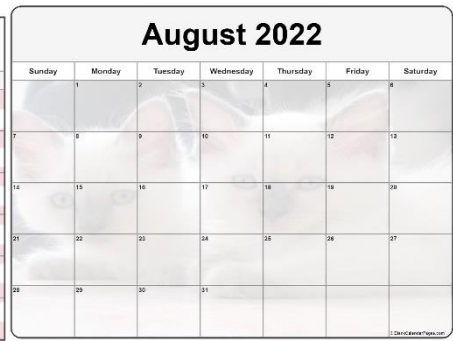 August 2022
Sunday Monday Tuesday Wednesday Thursday Friday Saturday
1 2 3 4 5 6
7 8 9 10 11 12 13
14 15 16 17 18 19 20
21 22 23 24 25 26 27
28 29 30 31
© BlankCalendarPages.com